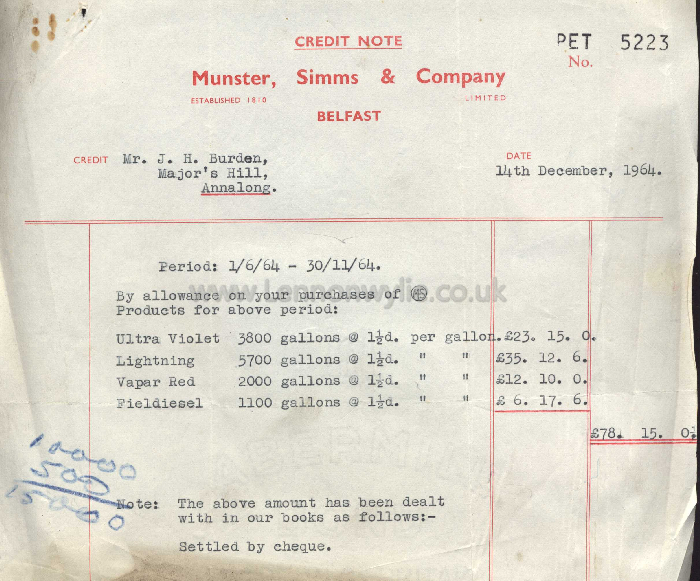 CREDIT NOTE
PET 5223
No.
Munster, Simms & Company
ESTABLISHED 1810 LIMITED
BELFAST
CREDIT Mr. J. H. Burden,
Major's Hill,
Annalong.
DATE
14th December, 1964.
Period: 1/6/64 - 30/11/64.
www.Lennonwylie.co.uk
By allowance on your purchases of MS
Products for above period:
Ultra Violet 3800 gallons @ 1½d. per gallon. £23. 15. 0.
Lightning 5700 gallons @ 1½d. " " £35. 12. 6.
Vapar Red 2000 gallons @ 1½d. " " £12. 10. 0.
Fieldiesel 1100 gallons @ 1½d. " " £ 6. 17. 6.
£78. 15. 0.
10000
500
15000
Note: The above amount has been dealt
with in our books as follows:-
Settled by cheque.